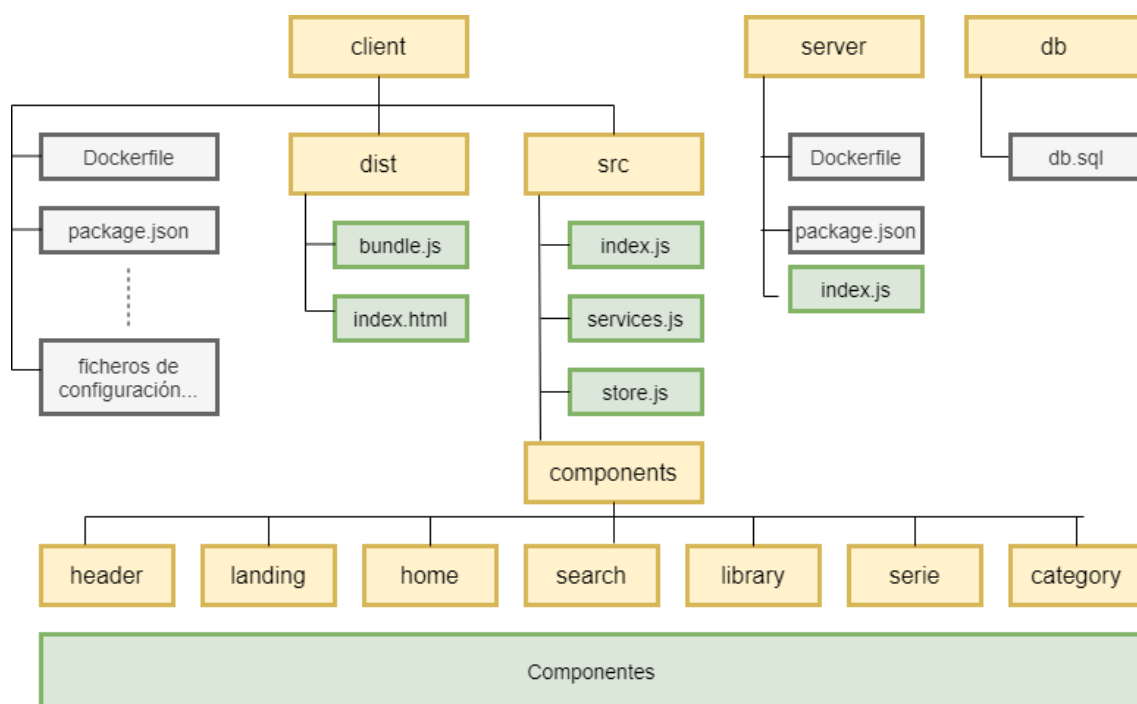 client
server
db
Dockerfile
dist
src
Dockerfile
db.sql
package.json
bundle.js
index.js
package.json
index.js
index.html
services.js
ficheros de
configuración...
store.js
components
header
landing
home
search
library
serie
category
Componentes